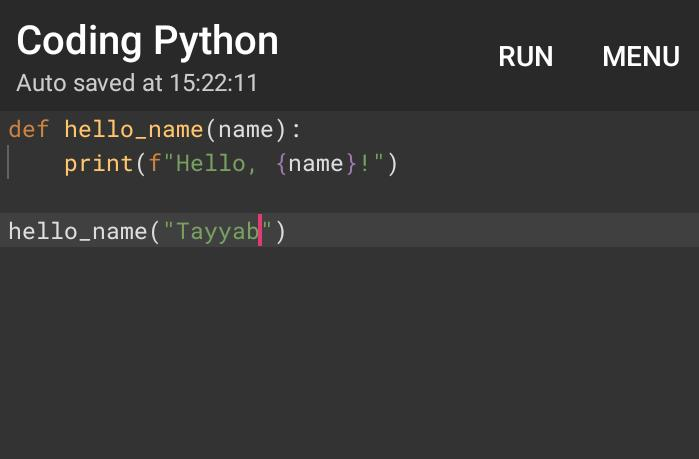 Coding Python
Auto saved at 15:22:11
RUN
MENU
def hello_name(name):
    print(f"Hello, {name}!")
hello_name("Tayyab")